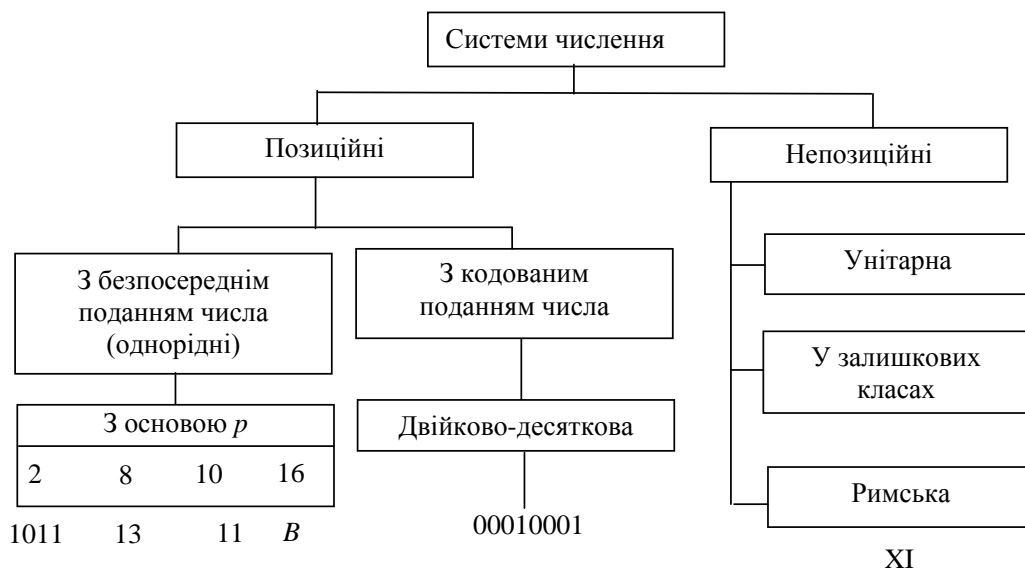 Системи числення
Позиційні
Непозиційні
З безпосереднім
поданням числа
(однорідні)
З кодованим
поданням числа
Унітарна
У залишкових
класах
З основою p
Двійково-десяткова
2 8 10 16
Римська
1011 13 11 B
00010001
XI